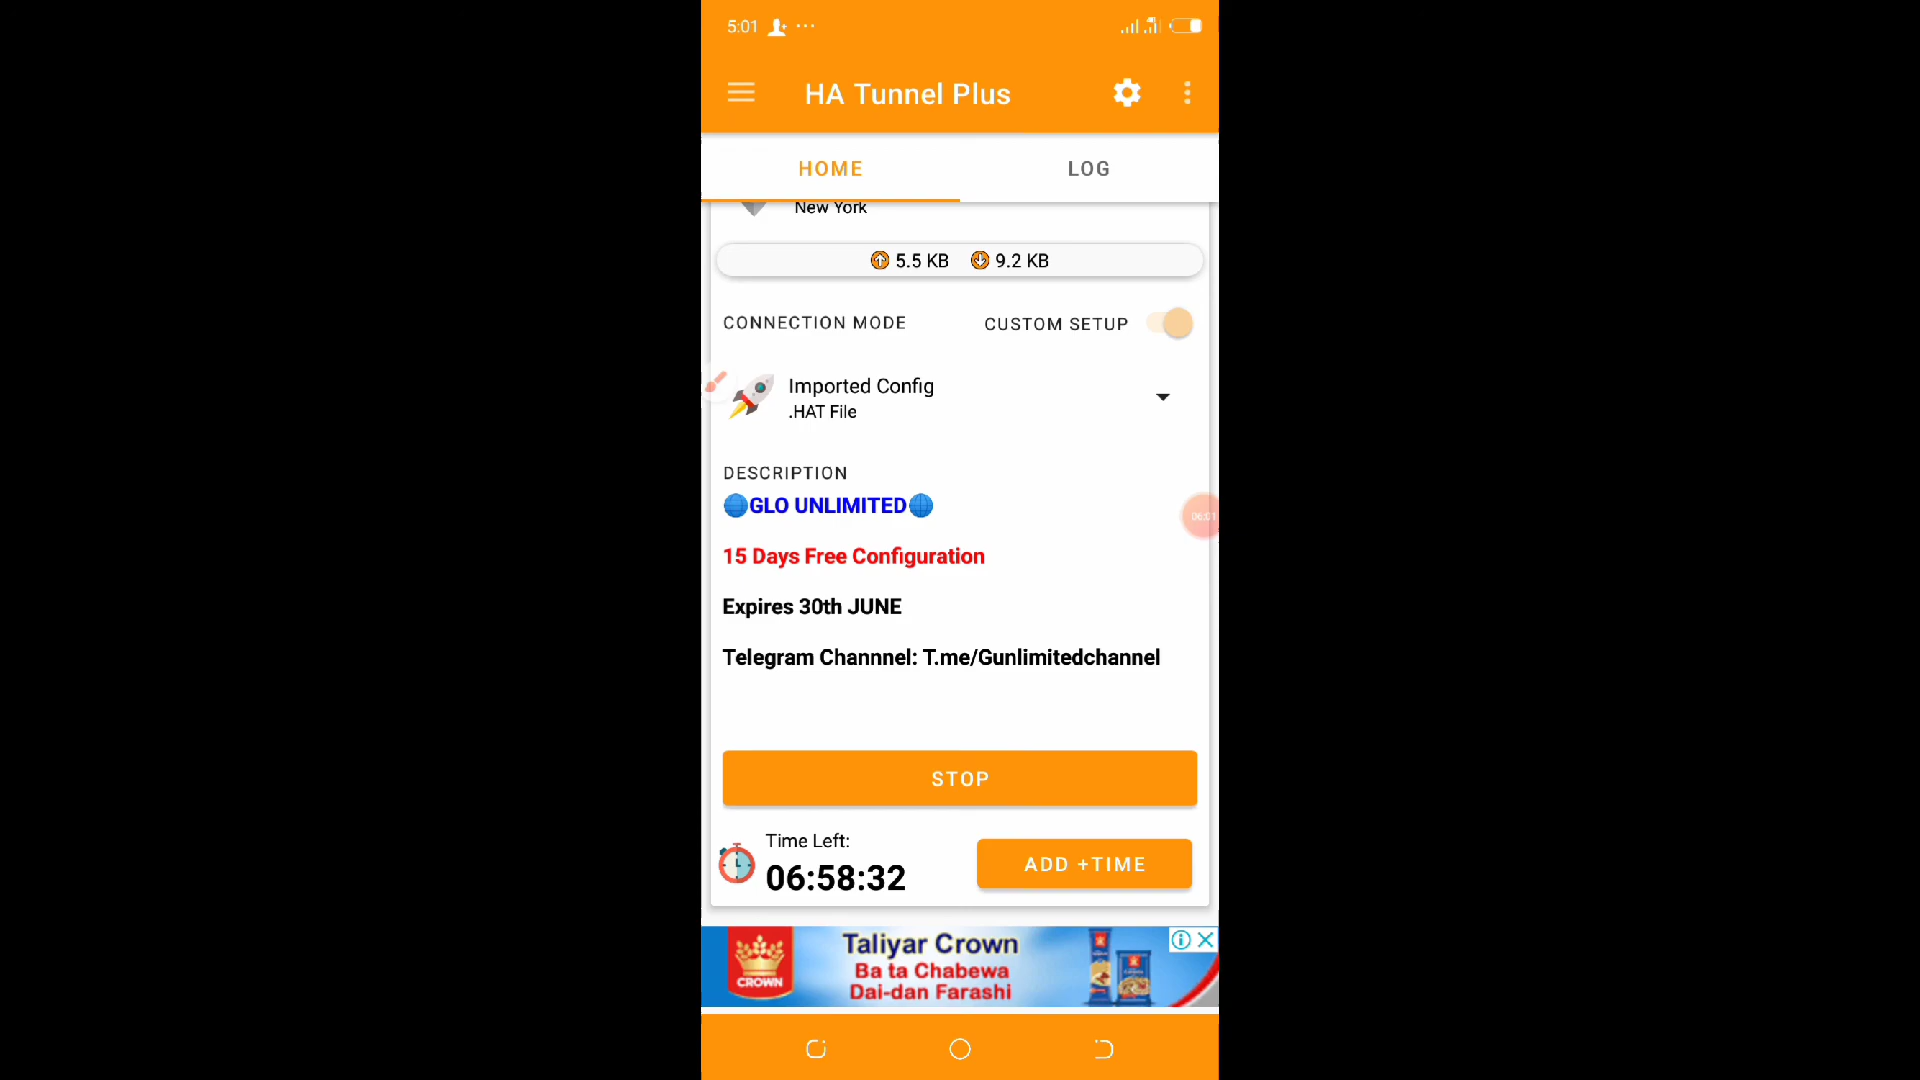 5:01
HA Tunnel Plus
HOME
LOG
New York
5.5 KB 9.2 KB
CONNECTION MODE
CUSTOM SETUP
Imported Config
.HAT File
DESCRIPTION
GLO UNLIMITED
15 Days Free Configuration
Expires 30th JUNE
Telegram Channnel: T.me/Gunlimitedchannel
06:01
STOP
Time Left:
06:58:32
ADD +TIME
CROWN
Taliyar Crown
Ba ta Chabewa
Dai-dan Farashi